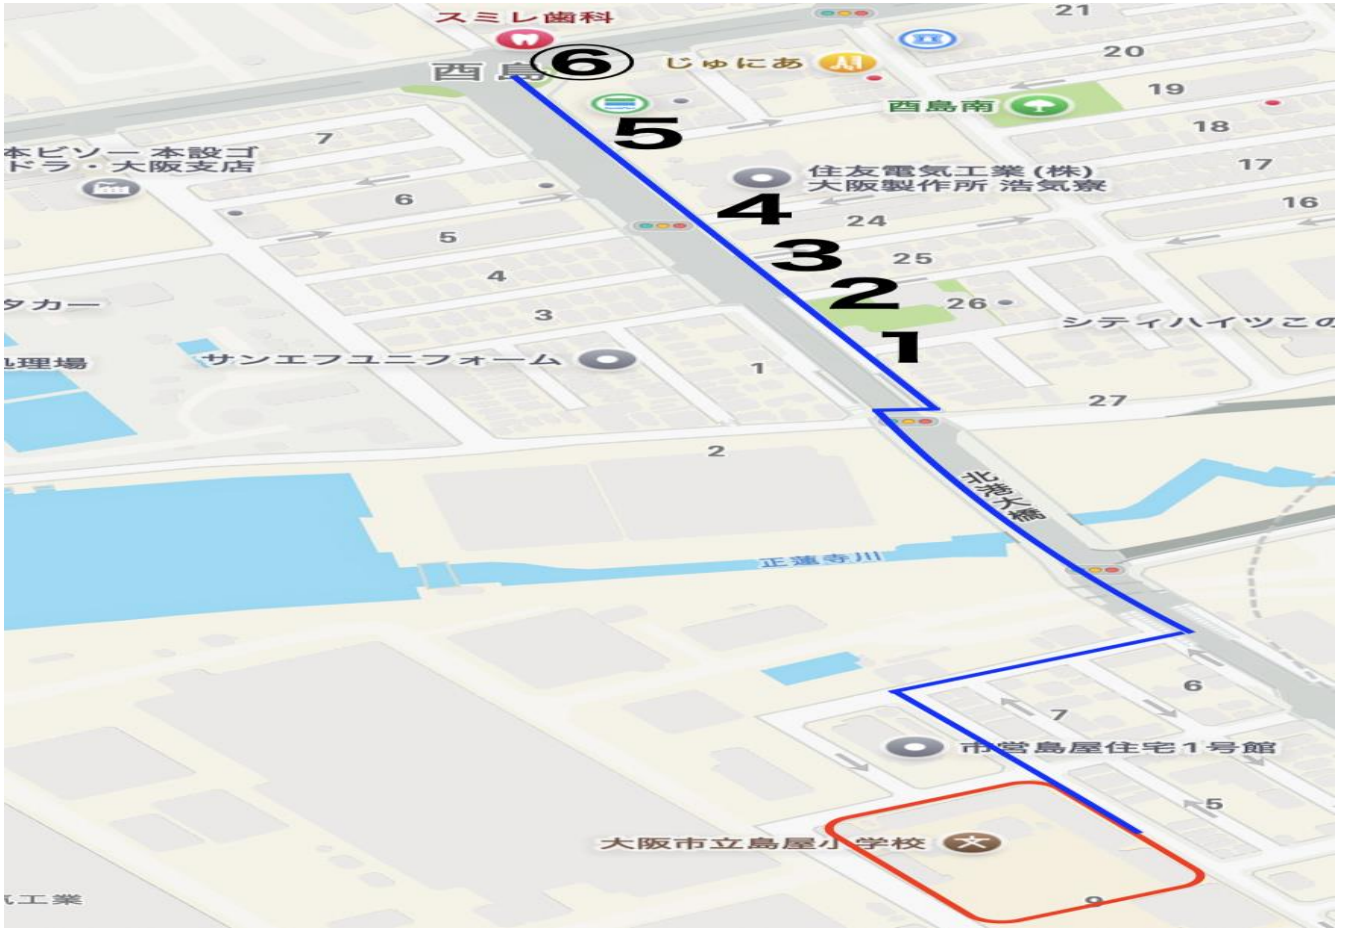 スミレ歯科
21
⑥
酉島
じゅにあ
20
19
酉島南
5
18
7
本ビソー 本設ゴ
ドラ・大阪支店
住友電気工業(株)
大阪製作所 浩気寮
17
6
4
24
16
5
3
25
4
2
26
タカー
3
シティハイツこの
1
処理場
サンエフユニフォーム
1
27
2
北港大橋
正蓮寺川
6
7
市営島屋住宅1号館
5
大阪市立島屋小学校
9
気工業